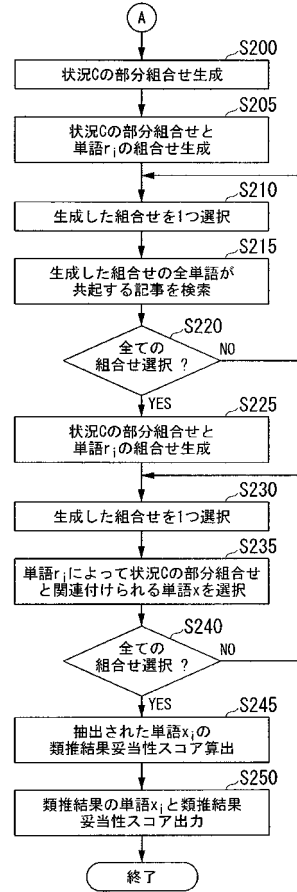 A
S200
状況Cの部分組合せ生成
S205
状況Cの部分組合せと
単語riの組合せ生成
S210
生成した組合せを1つ選択
S215
生成した組合せの全単語が
共起する記事を検索
S220
全ての
組合せ選択 ?
NO
YES
S225
状況Cの部分組合せと
単語riの組合せ生成
S230
生成した組合せを1つ選択
S235
単語riによって状況Cの部分組合せ
と関連付けられる単語xを選択
S240
全ての
組合せ選択 ?
NO
YES
S245
抽出された単語xiの
類推結果妥当性スコア算出
S250
類推結果の単語xiと類推結果
妥当性スコア出力
終了